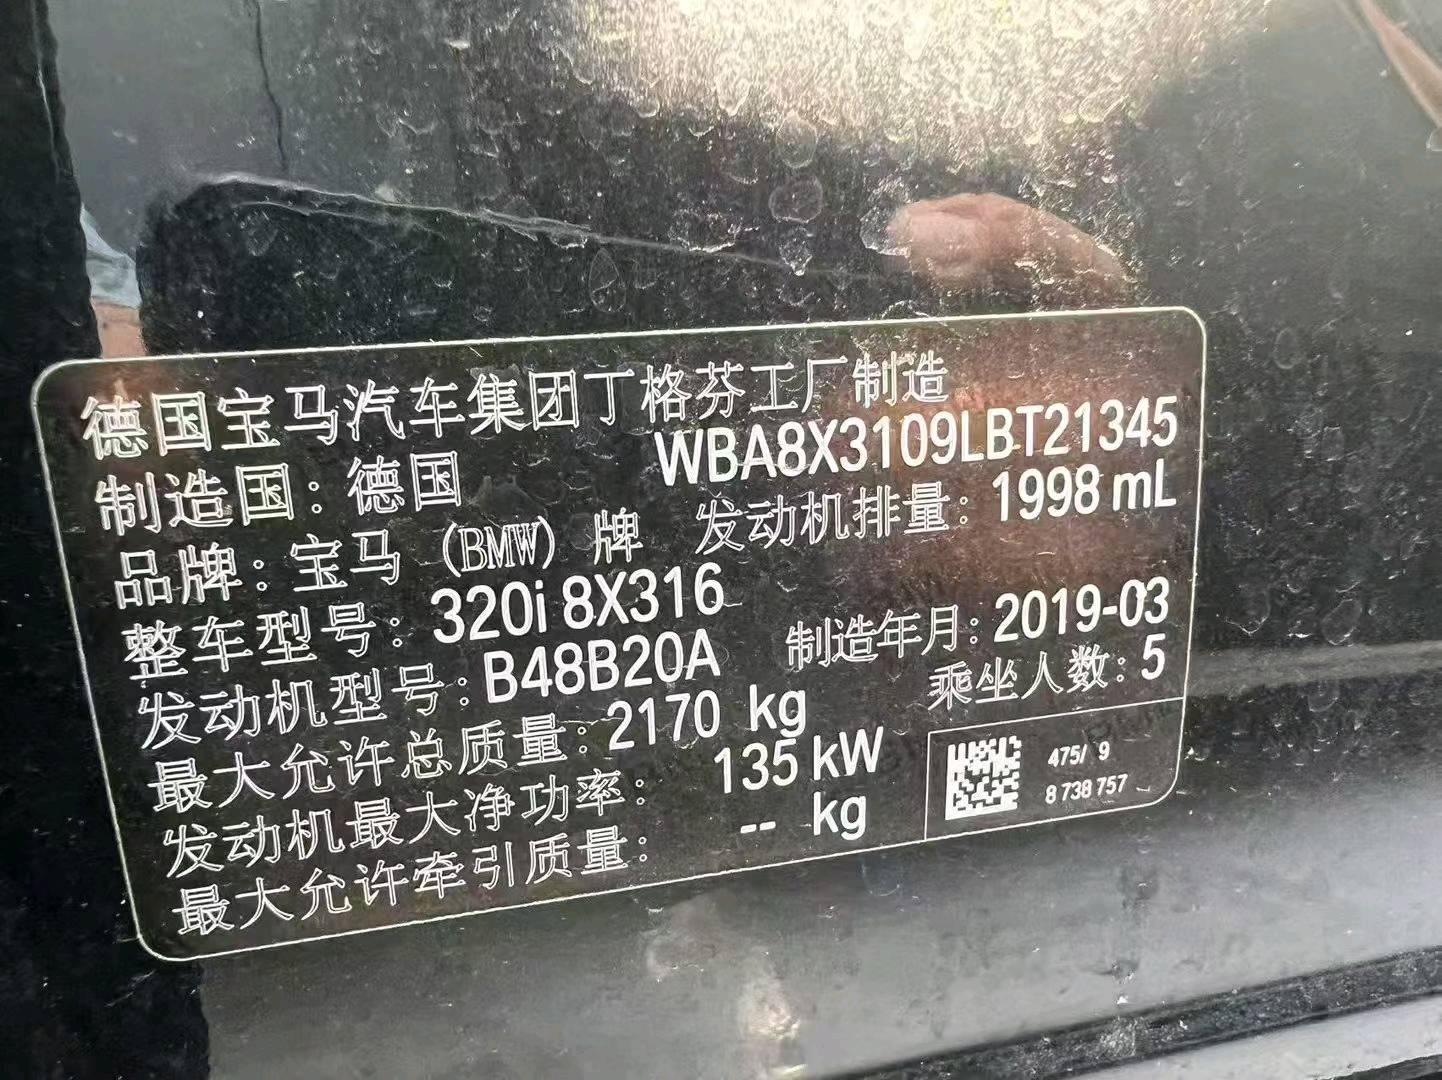 德国宝马汽车集团丁格芬工厂制造
制造国：德国 WBA8X3109LBT21345
品牌：宝马 (BMW) 牌 发动机排量：1998 mL
整车型号：320i 8X316
发动机型号：B48B20A 制造年月：2019-03
最大允许总质量：2170 kg 乘坐人数：5
发动机最大净功率：135 kW
最大允许牵引质量：-- kg
475/ 9
8 738 757